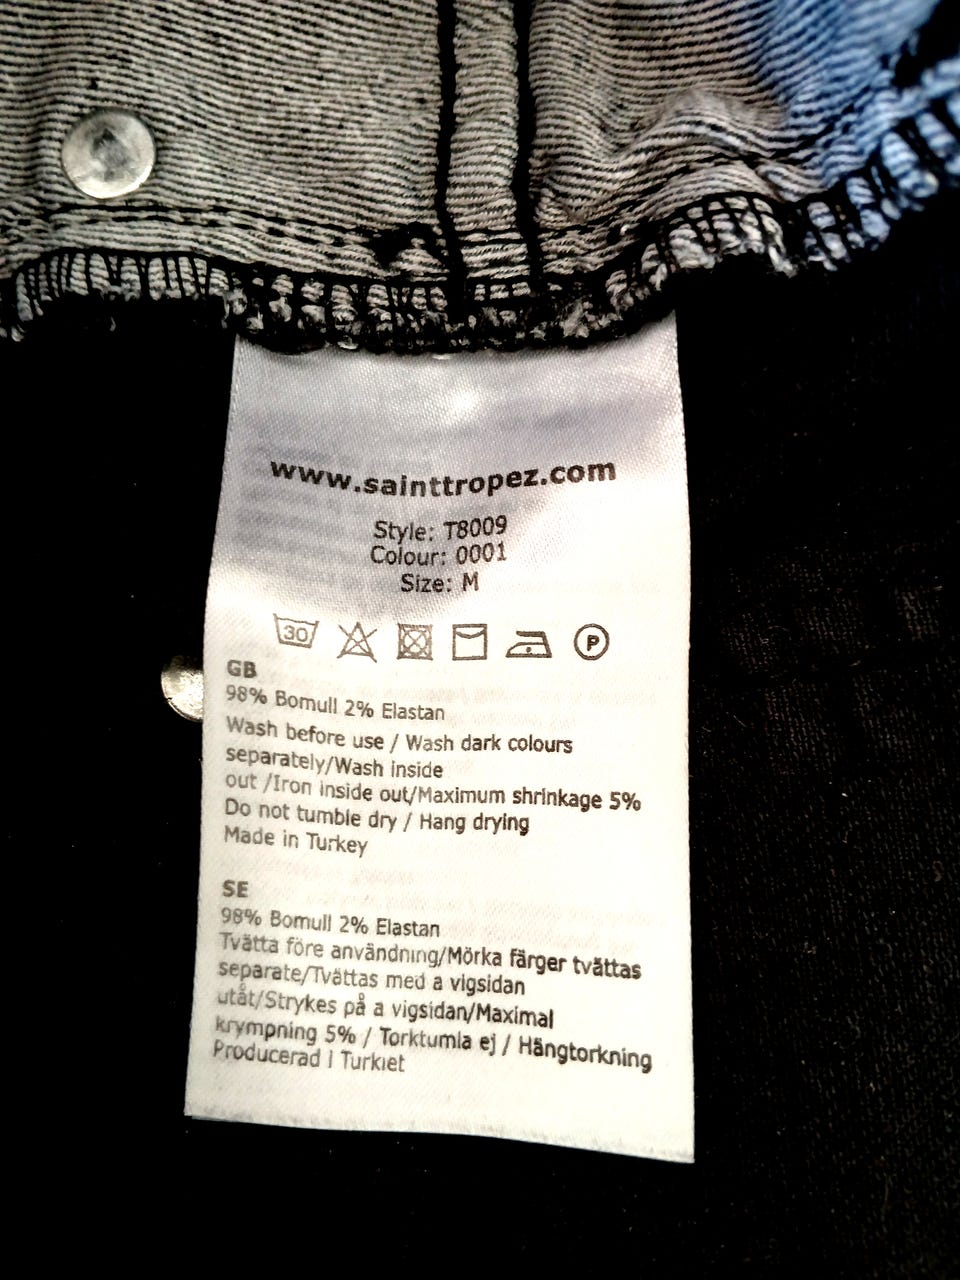 www.sainttropez.com
Style: T8009
Colour: 0001
Size: M
30 P
GB
98% Bomull 2% Elastan
Wash before use / Wash dark colours
separately/Wash inside
out /Iron inside out/Maximum shrinkage 5%
Do not tumble dry / Hang drying
Made in Turkey
SE
98% Bomull 2% Elastan
Tvätta före användning/Mörka färger tvättas
separate/Tvättas med a vigsidan
utåt/Strykes på a vigsidan/Maximal
krympning 5% / Torktumla ej / Hängtorkning
Producerad i Turkiet